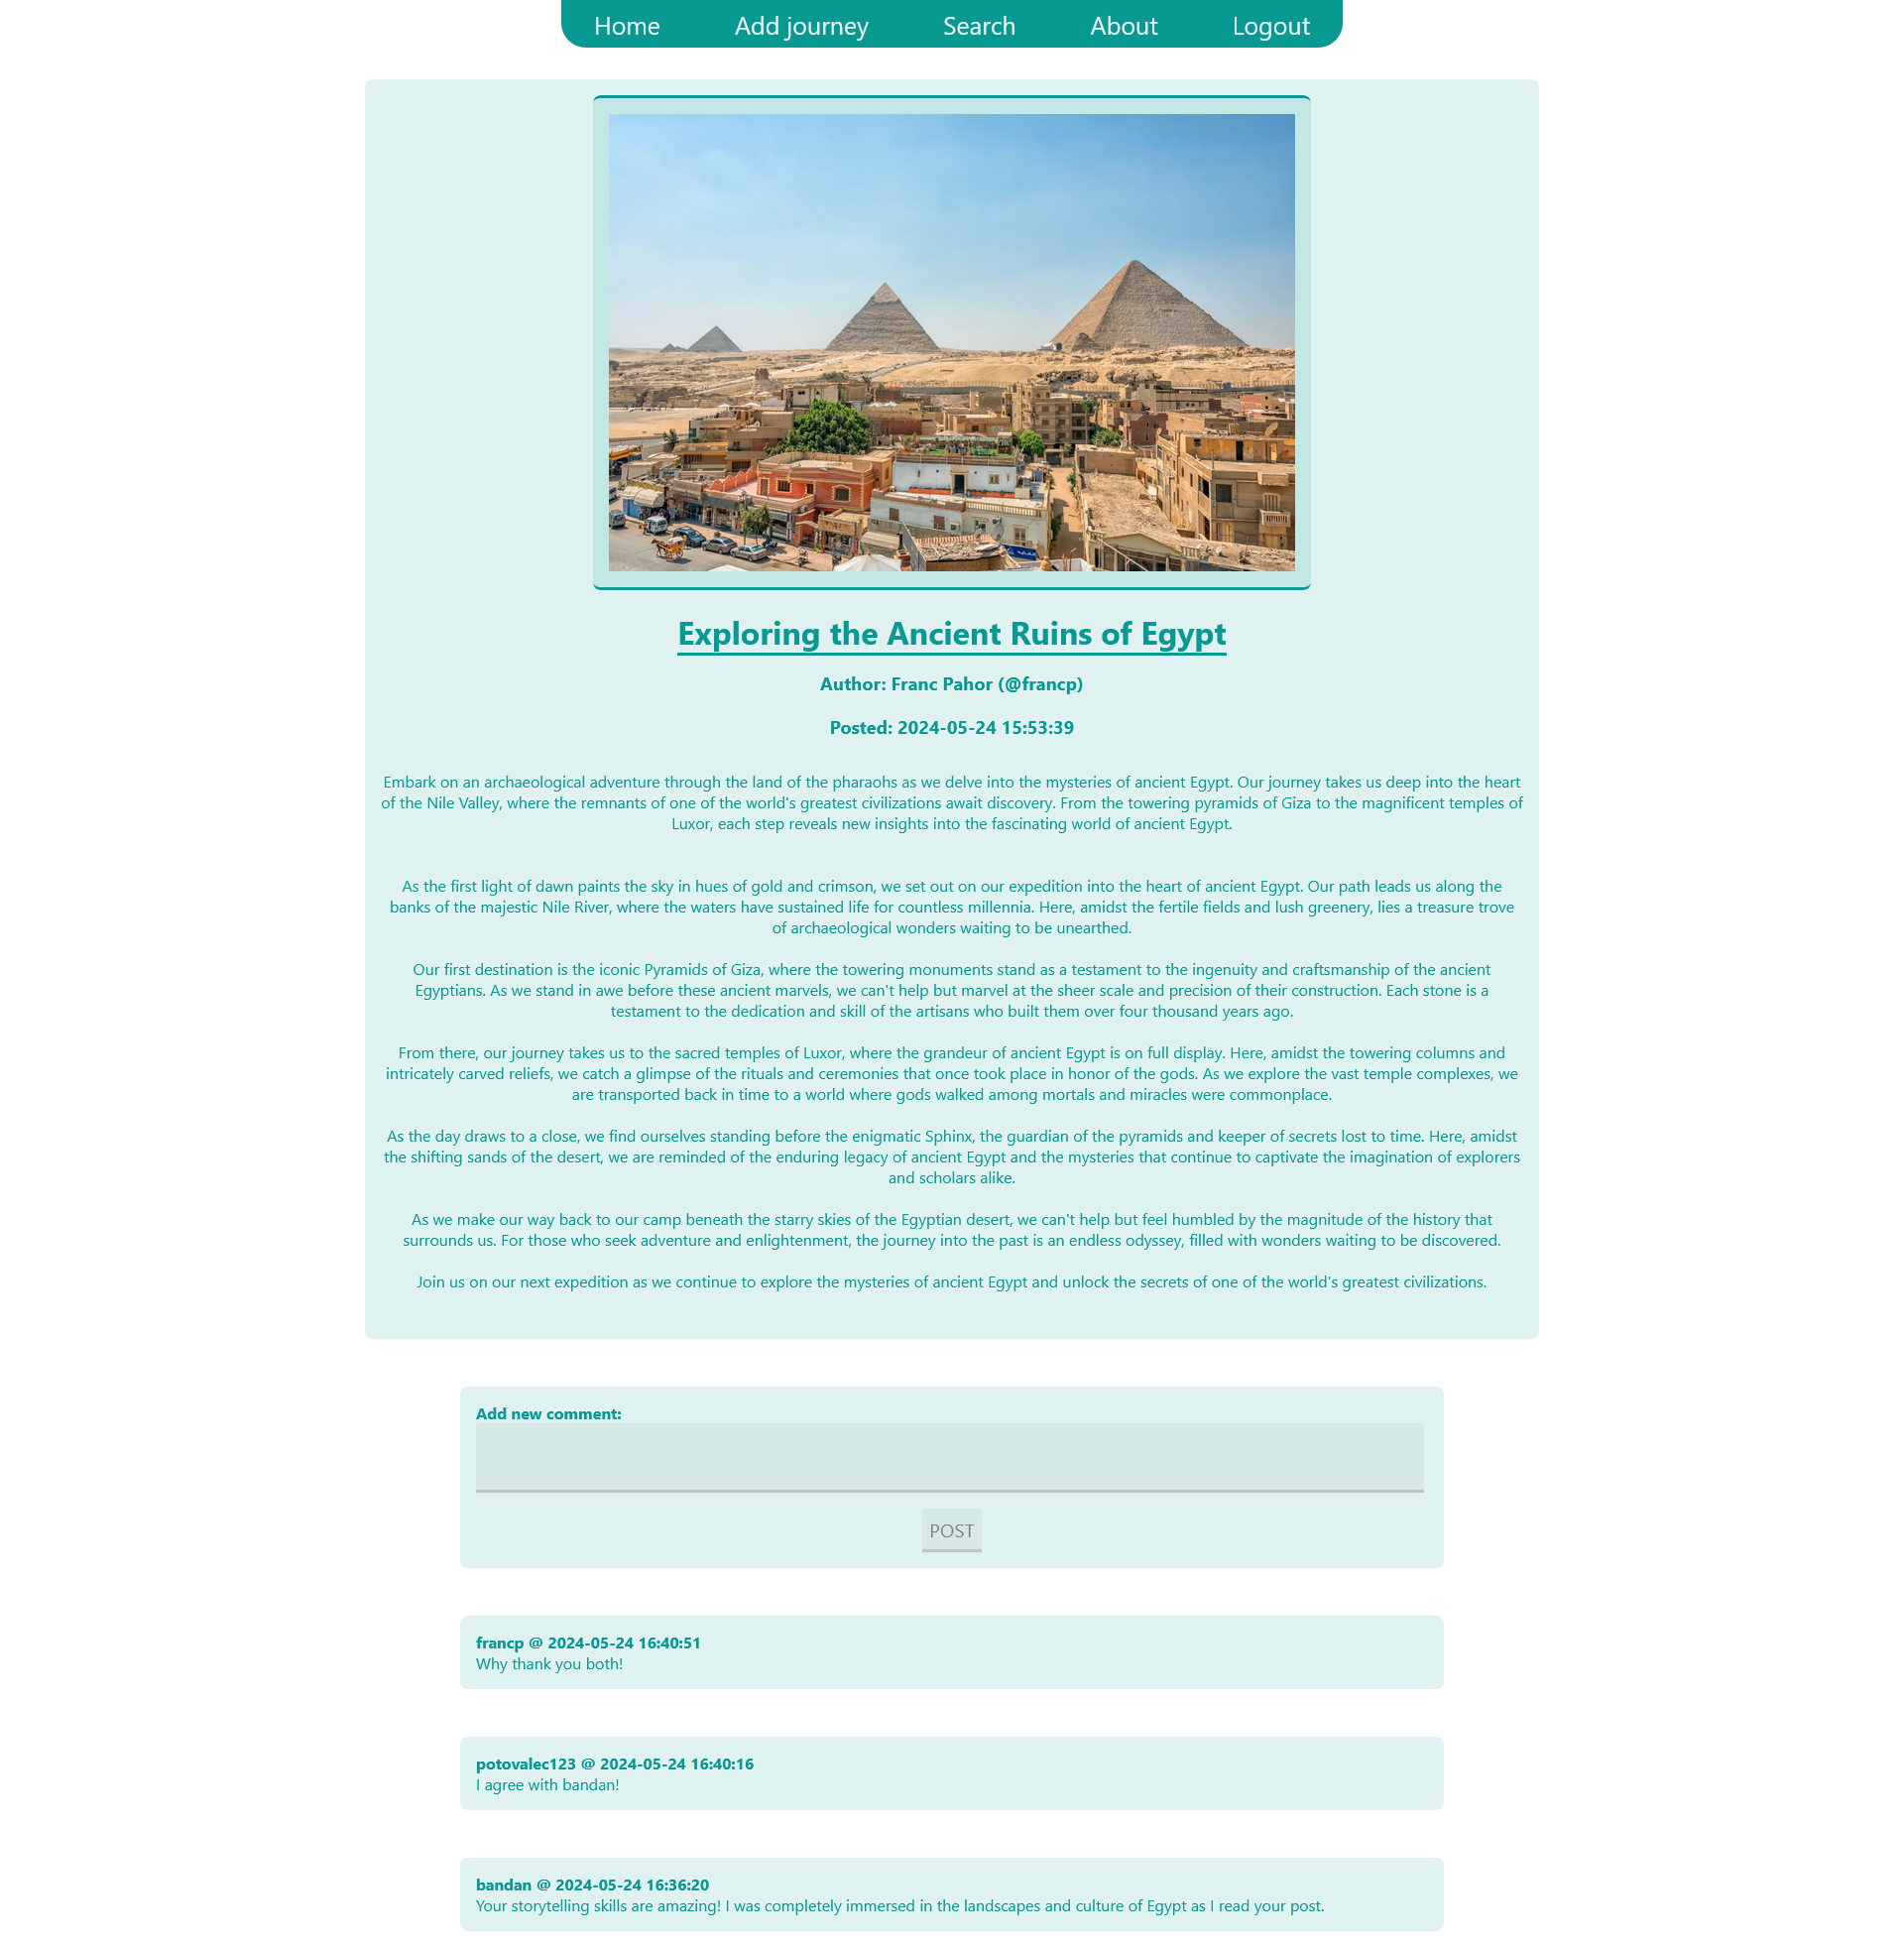 Home Add journey Search About Logout
Exploring the Ancient Ruins of Egypt
Author: Franc Pahor (@francp)
Posted: 2024-05-24 15:53:39
Embark on an archaeological adventure through the land of the pharaohs as we delve into the mysteries of ancient Egypt. Our journey takes us deep into the heart
of the Nile Valley, where the remnants of one of the world's greatest civilizations await discovery. From the towering pyramids of Giza to the magnificent temples of
Luxor, each step reveals new insights into the fascinating world of ancient Egypt.
As the first light of dawn paints the sky in hues of gold and crimson, we set out on our expedition into the heart of ancient Egypt. Our path leads us along the
banks of the majestic Nile River, where the waters have sustained life for countless millennia. Here, amidst the fertile fields and lush greenery, lies a treasure trove
of archaeological wonders waiting to be unearthed.
Our first destination is the iconic Pyramids of Giza, where the towering monuments stand as a testament to the ingenuity and craftsmanship of the ancient
Egyptians. As we stand in awe before these ancient marvels, we can't help but marvel at the sheer scale and precision of their construction. Each stone is a
testament to the dedication and skill of the artisans who built them over four thousand years ago.
From there, our journey takes us to the sacred temples of Luxor, where the grandeur of ancient Egypt is on full display. Here, amidst the towering columns and
intricately carved reliefs, we catch a glimpse of the rituals and ceremonies that once took place in honor of the gods. As we explore the vast temple complexes, we
are transported back in time to a world where gods walked among mortals and miracles were commonplace.
As the day draws to a close, we find ourselves standing before the enigmatic Sphinx, the guardian of the pyramids and keeper of secrets lost to time. Here, amidst
the shifting sands of the desert, we are reminded of the enduring legacy of ancient Egypt and the mysteries that continue to captivate the imagination of explorers
and scholars alike.
As we make our way back to our camp beneath the starry skies of the Egyptian desert, we can't help but feel humbled by the magnitude of the history that
surrounds us. For those who seek adventure and enlightenment, the journey into the past is an endless odyssey, filled with wonders waiting to be discovered.
Join us on our next expedition as we continue to explore the mysteries of ancient Egypt and unlock the secrets of one of the world's greatest civilizations.
Add new comment:
POST
francp @ 2024-05-24 16:40:51
Why thank you both!
potovalec123 @ 2024-05-24 16:40:16
I agree with bandan!
bandan @ 2024-05-24 16:36:20
Your storytelling skills are amazing! I was completely immersed in the landscapes and culture of Egypt as I read your post.